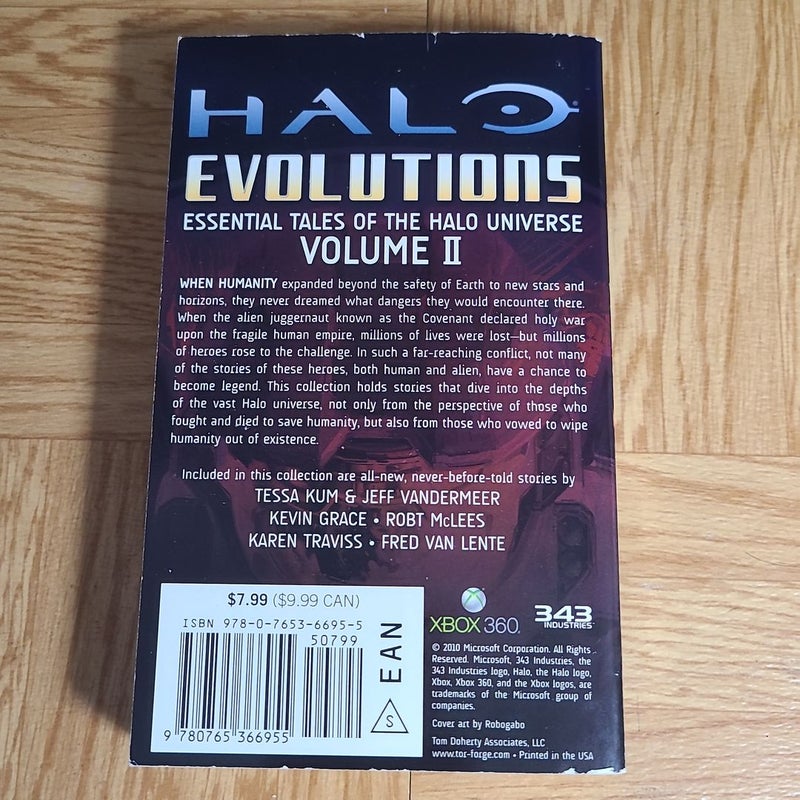 HALO®
EVOLUTIONS
ESSENTIAL TALES OF THE HALO UNIVERSE
VOLUME II
WHEN HUMANITY expanded beyond the safety of Earth to new stars and
horizons, they never dreamed what dangers they would encounter there.
When the alien juggernaut known as the Covenant declared holy war
upon the fragile human empire, millions of lives were lost—but millions
of heroes rose to the challenge. In such a far-reaching conflict, not many
of the stories of these heroes, both human and alien, have a chance to
become legend. This collection holds stories that dive into the depths
of the vast Halo universe, not only from the perspective of those who
fought and died to save humanity, but also from those who vowed to wipe
humanity out of existence.
Included in this collection are all-new, never-before-told stories by
TESSA KUM & JEFF VANDERMEER
KEVIN GRACE • ROBT McLEES
KAREN TRAVISS • FRED VAN LENTE
$7.99 ($9.99 CAN)
ISBN 978-0-7653-6695-5
50799
EAN
S
9 780765 366955
XBOX 360.
343
INDUSTRIES
© 2010 Microsoft Corporation. All Rights
Reserved. Microsoft, 343 Industries, the
343 Industries logo, Halo, the Halo logo,
Xbox, Xbox 360, and the Xbox logos, are
trademarks of the Microsoft group of
companies.
Cover art by Robogabo
Tom Doherty Associates, LLC
www.tor-forge.com • Printed in the USA